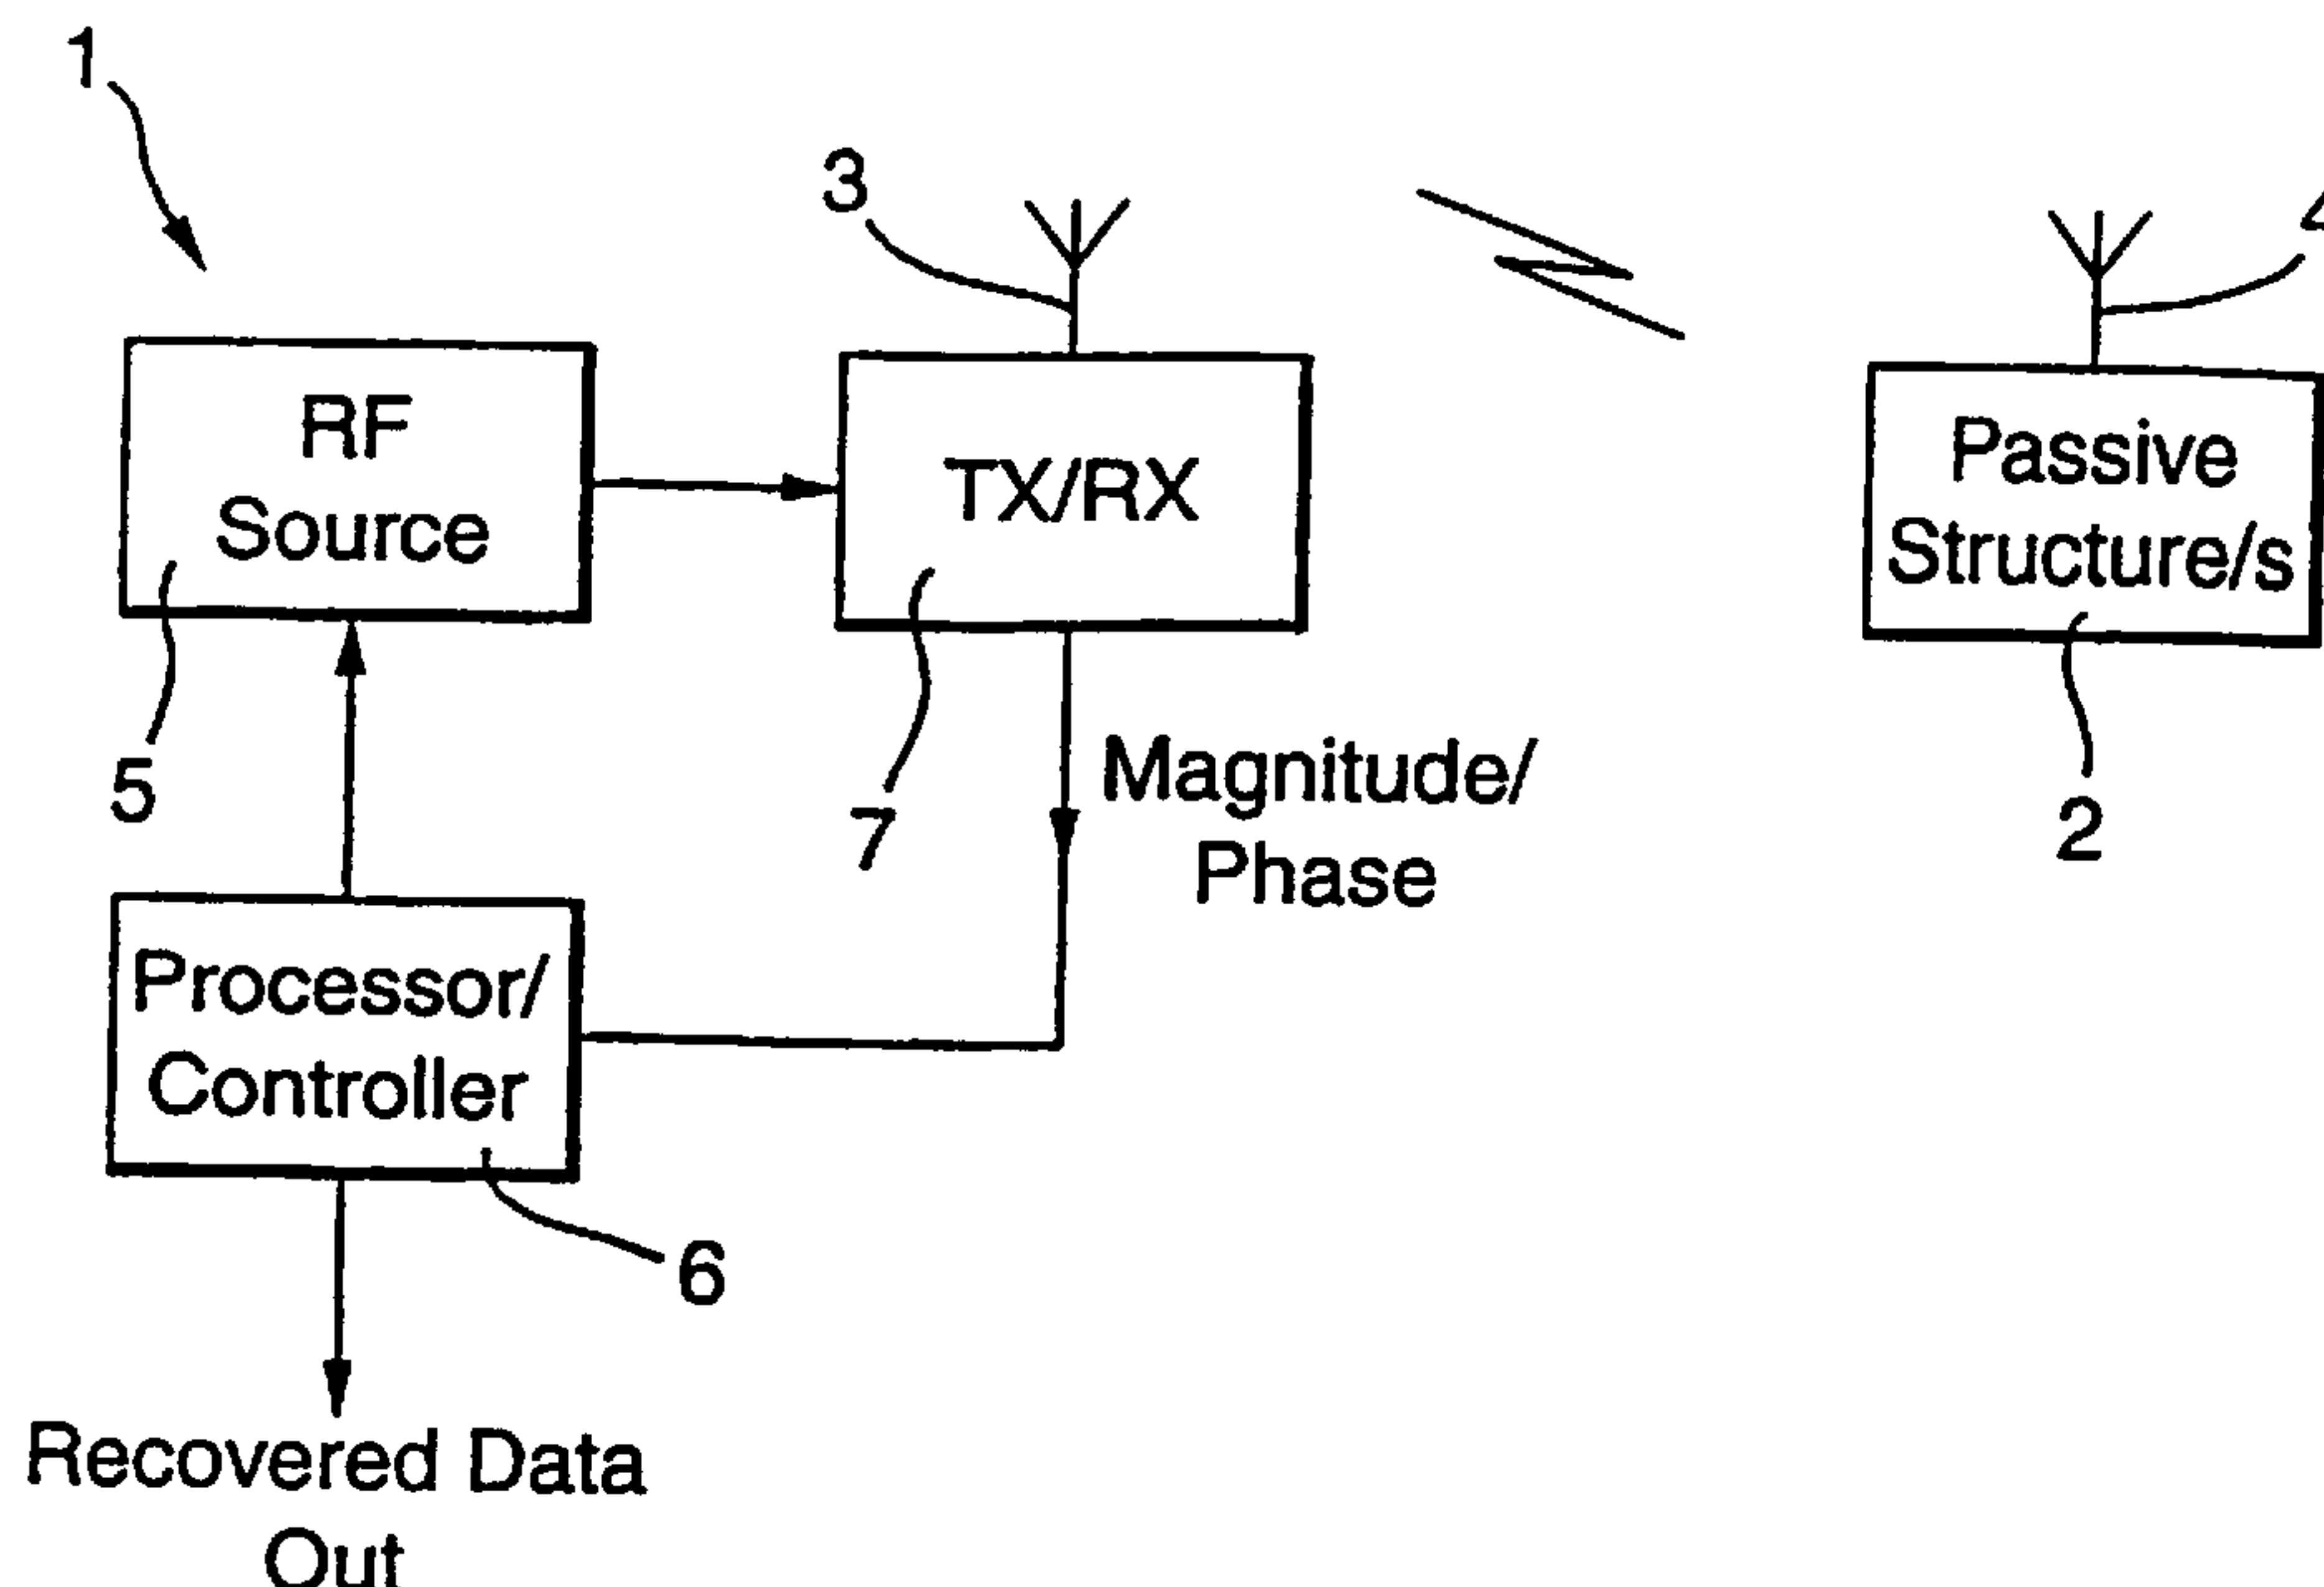 1
3
RF
Source
TX/RX
Passive
Structure/s
5
7
Magnitude/
Phase
2
Processor/
Controller
6
Recovered Data
Out